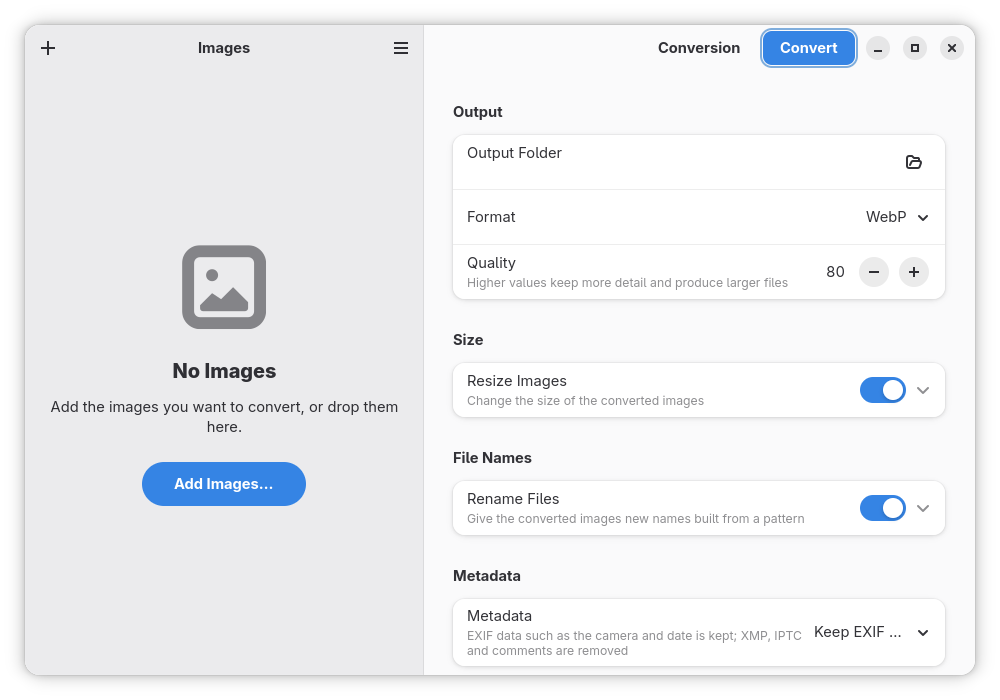 Images
Conversion
Convert
No Images
Add the images you want to convert, or drop them
here.
Add Images…
Output
Output Folder
Format
WebP
Quality
Higher values keep more detail and produce larger files
80
Size
Resize Images
Change the size of the converted images
File Names
Rename Files
Give the converted images new names built from a pattern
Metadata
Metadata
EXIF data such as the camera and date is kept; XMP, IPTC
and comments are removed
Keep EXIF …